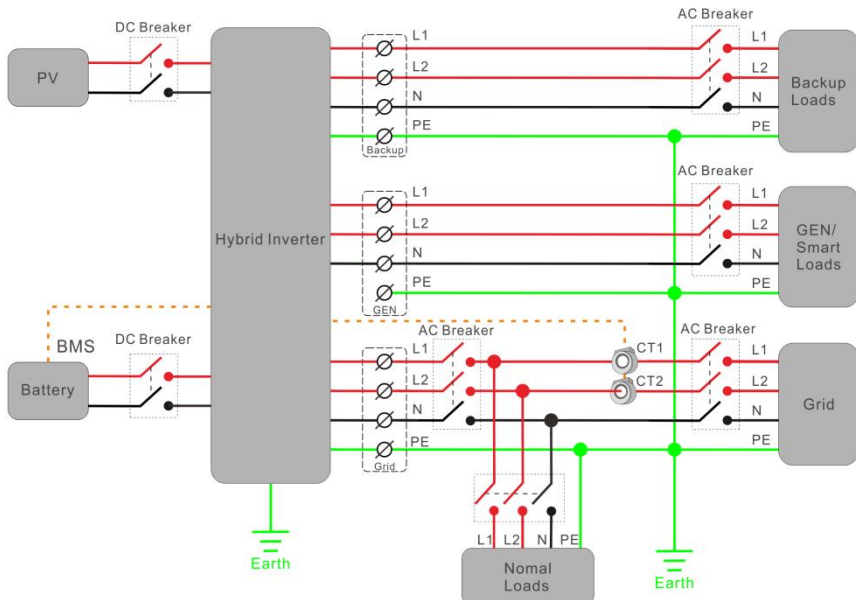 DC Breaker
PV
Hybrid Inverter
L1
L2
N
PE
Backup
AC Breaker
L1
L2
N
PE
Backup
Loads
L1
L2
N
PE
GEN
AC Breaker
L1
L2
N
PE
GEN/
Smart
Loads
BMS
DC Breaker
Battery
L1
L2
N
PE
Grid
AC Breaker
CT1
CT2
AC Breaker
L1
L2
N
PE
Grid
L1
L2
N
PE
Nomal
Loads
Earth
Earth